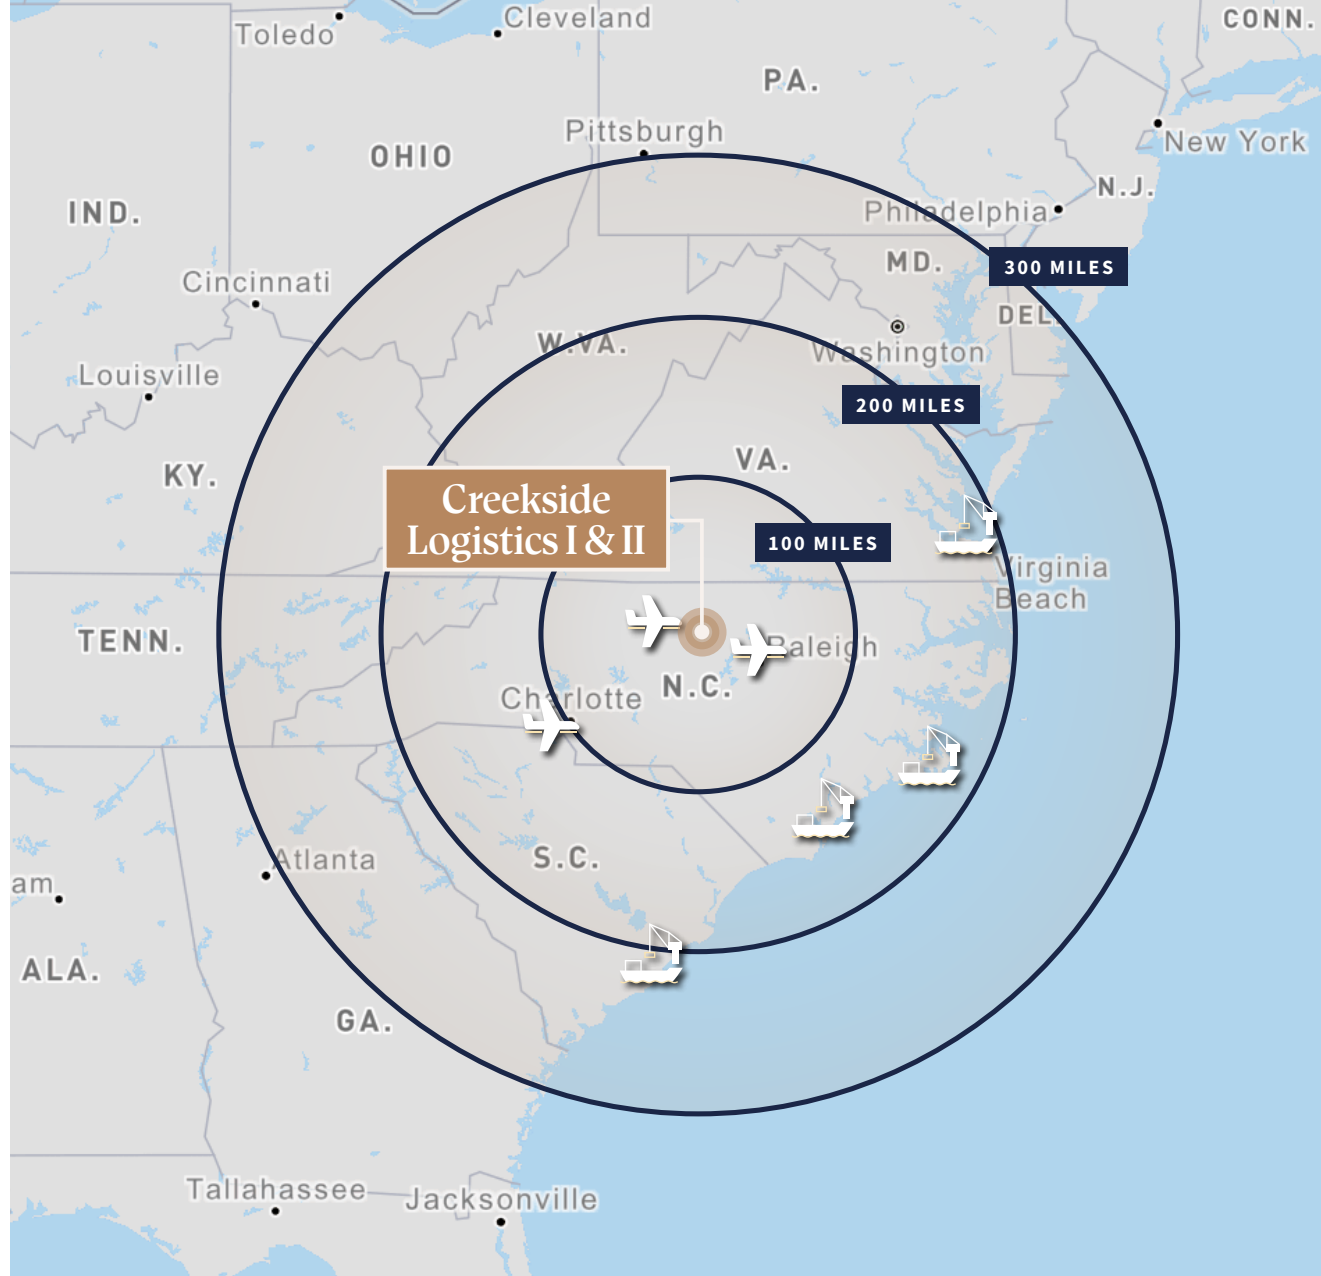 Cleveland
CONN.
Toledo
PA.
Pittsburgh
New York
OHIO
N.J.
IND.
Philadelphia
MD.
300 MILES
Cincinnati
DEL.
W.VA.
Washington
Louisville
200 MILES
VA.
KY.
Creekside
Logistics I & II
100 MILES
Virginia
Beach
TENN.
Raleigh
N.C.
Charlotte
S.C.
Atlanta
am
ALA.
GA.
Tallahassee
Jacksonville